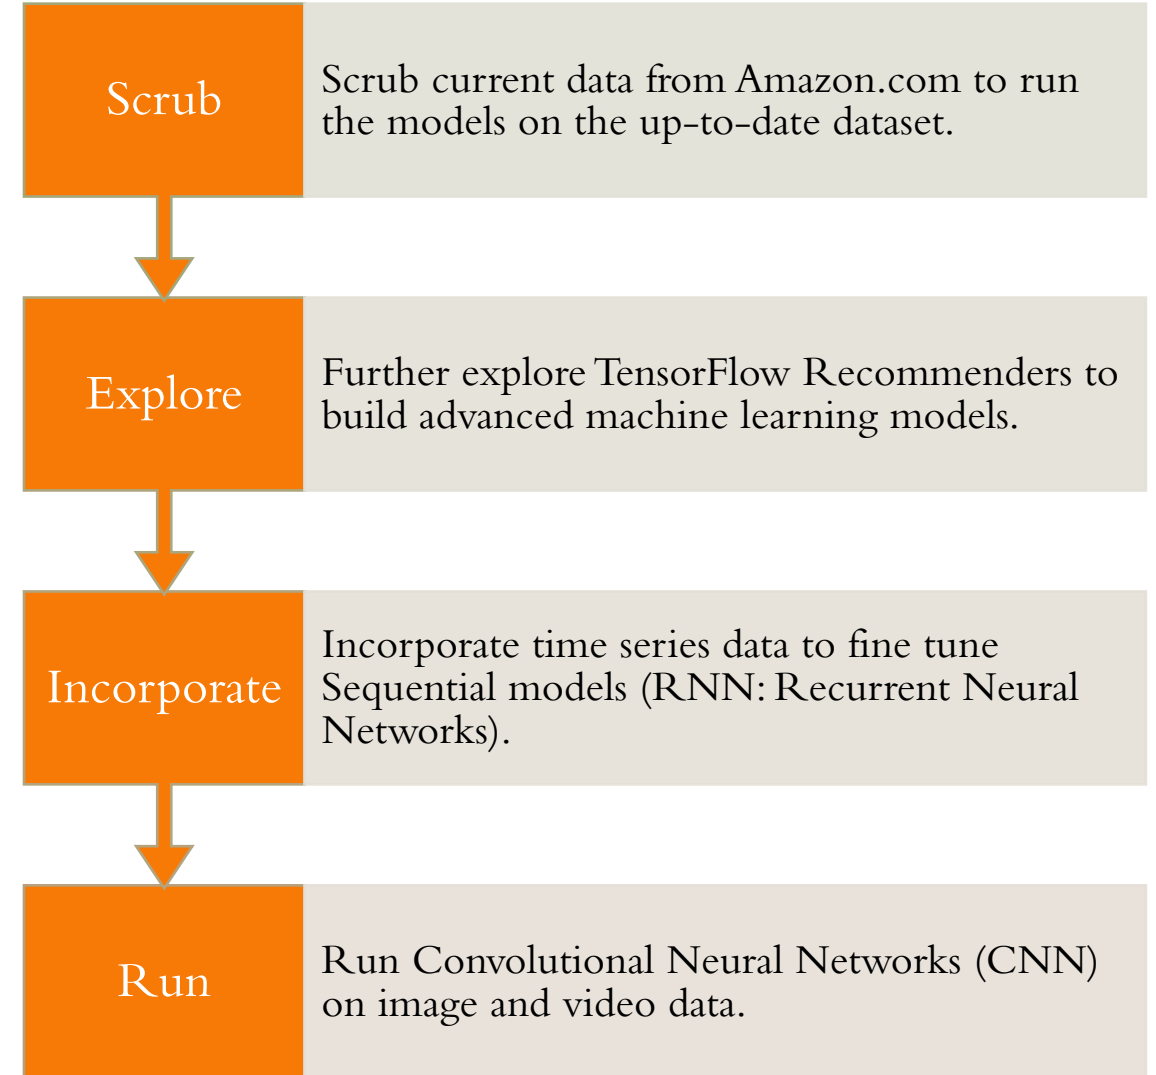 Scrub
Scrub current data from Amazon.com to run
the models on the up-to-date dataset.
Explore
Further explore TensorFlow Recommenders to
build advanced machine learning models.
Incorporate
Incorporate time series data to fine tune
Sequential models (RNN: Recurrent Neural
Networks).
Run
Run Convolutional Neural Networks (CNN)
on image and video data.